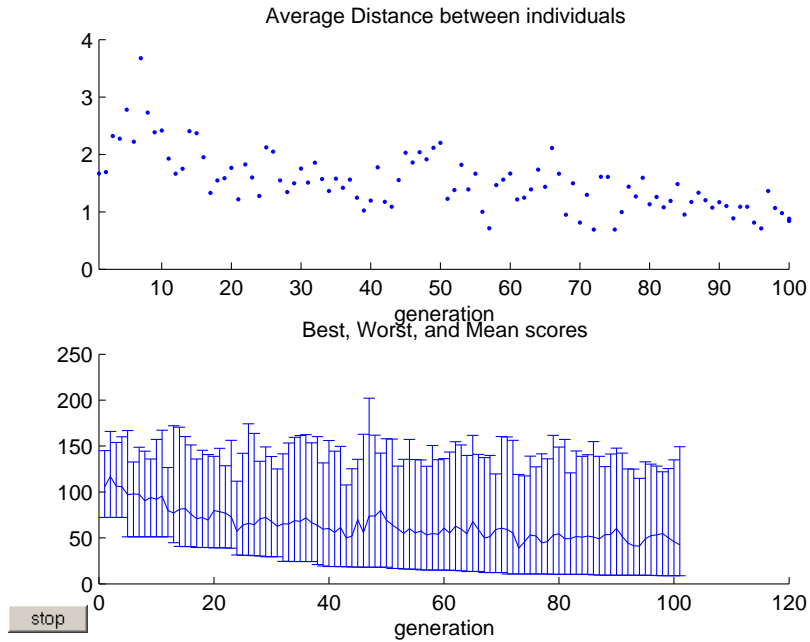 Average Distance between individuals
4
3
2
1
0
10 20 30 40 50 60 70 80 90 100
generation
Best, Worst, and Mean scores
250
200
150
100
50
0
0 20 40 60 80 100 120
generation
stop